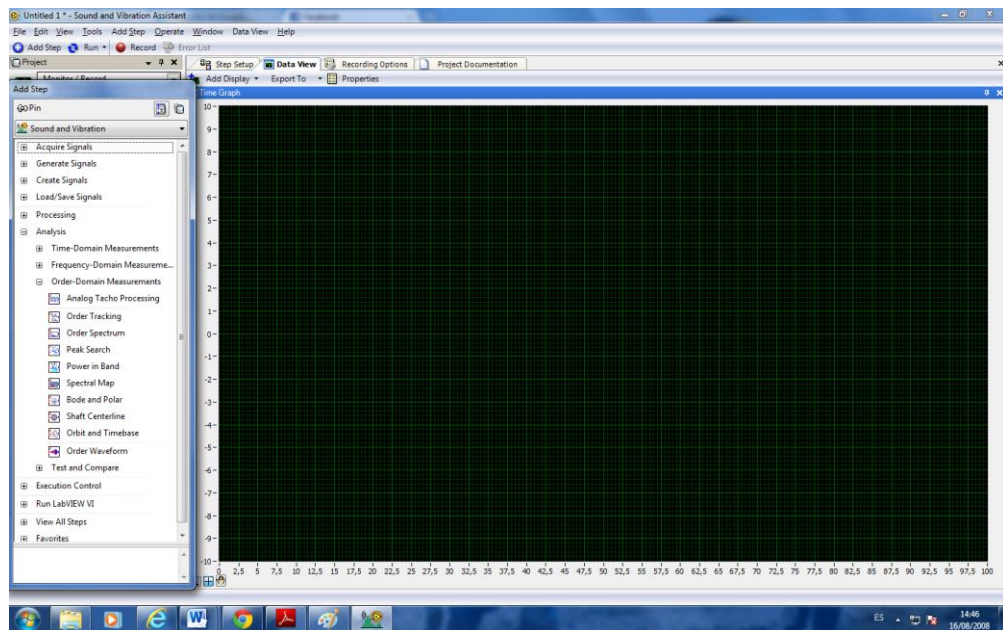 Untitled 1 * - Sound and Vibration Assistant
File Edit View Tools Add Step Operate Window Data View Help
Add Step Run Record Error List
Project
Step Setup Data View Recording Options Project Documentation
Monitor / Record
Add Display Export To Properties
Add Step
Time Graph
Pin
Sound and Vibration
Acquire Signals
Generate Signals
Create Signals
Load/Save Signals
Processing
Analysis
Time-Domain Measurements
Frequency-Domain Measureme...
Order-Domain Measurements
Analog Tacho Processing
Order Tracking
Order Spectrum
Peak Search
Power in Band
Spectral Map
Bode and Polar
Shaft Centerline
Orbit and Timebase
Order Waveform
Test and Compare
Execution Control
Run LabVIEW VI
View All Steps
Favorites
10
9
8
7
6
5
4
3
2
1
0
-1
-2
-3
-4
-5
-6
-7
-8
-9
-10
0 2,5 5 7,5 10 12,5 15 17,5 20 22,5 25 27,5 30 32,5 35 37,5 40 42,5 45 47,5 50 52,5 55 57,5 60 62,5 65 67,5 70 72,5 75 77,5 80 82,5 85 87,5 90 92,5 95 97,5 100
ES
14:46
16/08/2008